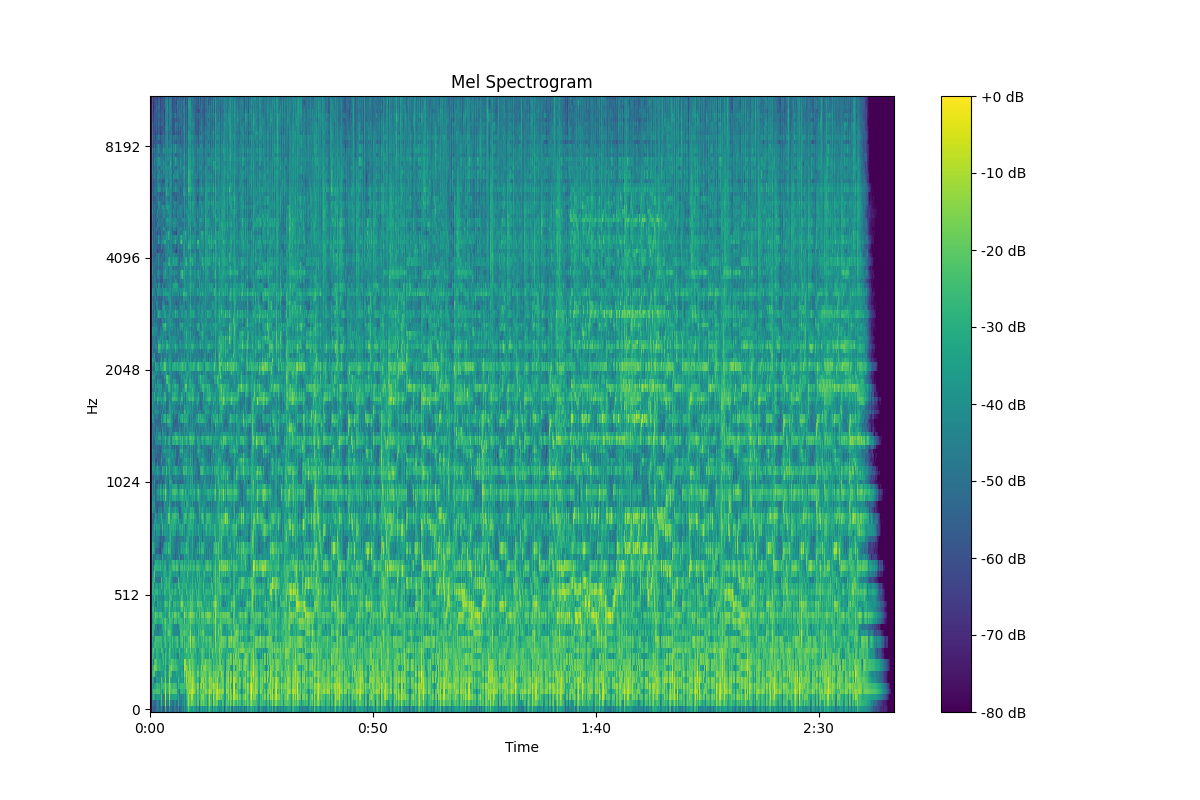 Mel Spectrogram
+0 dB
8192
-10 dB
-20 dB
4096
-30 dB
2048
Hz
-40 dB
1024
-50 dB
-60 dB
512
-70 dB
0
-80 dB
0:00
0:50
1:40
2:30
Time